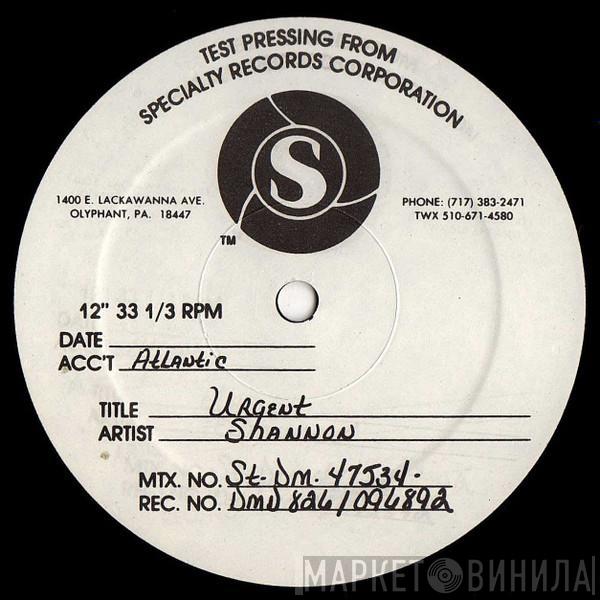 TEST PRESSING FROM
SPECIALTY RECORDS CORPORATION
S
1400 E. LACKAWANNA AVE.
OLYPHANT, PA. 18447
PHONE: (717) 383-2471
TWX 510-671-4580
TM
12" 33 1/3 RPM
DATE
ACC'T Atlantic
TITLE Urgent
ARTIST Shannon
MTX. NO. St-DM-47534-
REC. NO. DMD 826/096892
МАРКЕТ ВИНИЛА